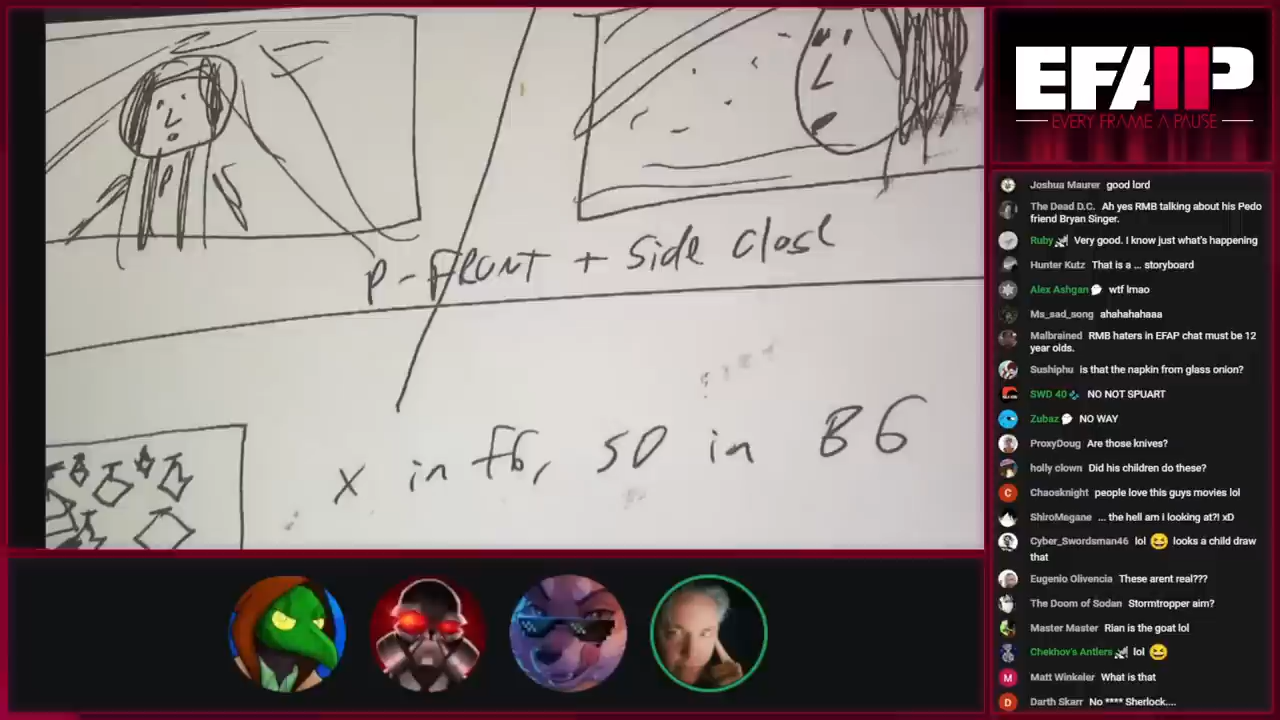 P-FRONT + Side Close
x in FG, SD in BG
EFAP
EVERY FRAME A PAUSE
Joshua Maurer good lord
The Dead D.C. Ah yes RMB talking about his Pedo
friend Bryan Singer.
Ruby Very good. I know just what's happening
Hunter Kutz That is a ... storyboard
Alex Ashgan wtf lmao
Ms_sad_song ahahahahaaa
Malbrained RMB haters in EFAP chat must be 12
year olds.
Sushiphu is that the napkin from glass onion?
SWD 40 NO NOT SPUART
Zubaz NO WAY
ProxyDoug Are those knives?
holly clown Did his children do these?
Chaosknight people love this guys movies lol
ShiroMegane ... the hell am i looking at?! xD
Cyber_Swordsman46 lol 😆 looks a child draw
that
Eugenio Olivencia These arent real???
The Doom of Sodan Stormtropper aim?
Master Master Rian is the goat lol
Chekhov's Antlers lol 😆
Matt Winkeler What is that
Darth Skarr No **** Sherlock....